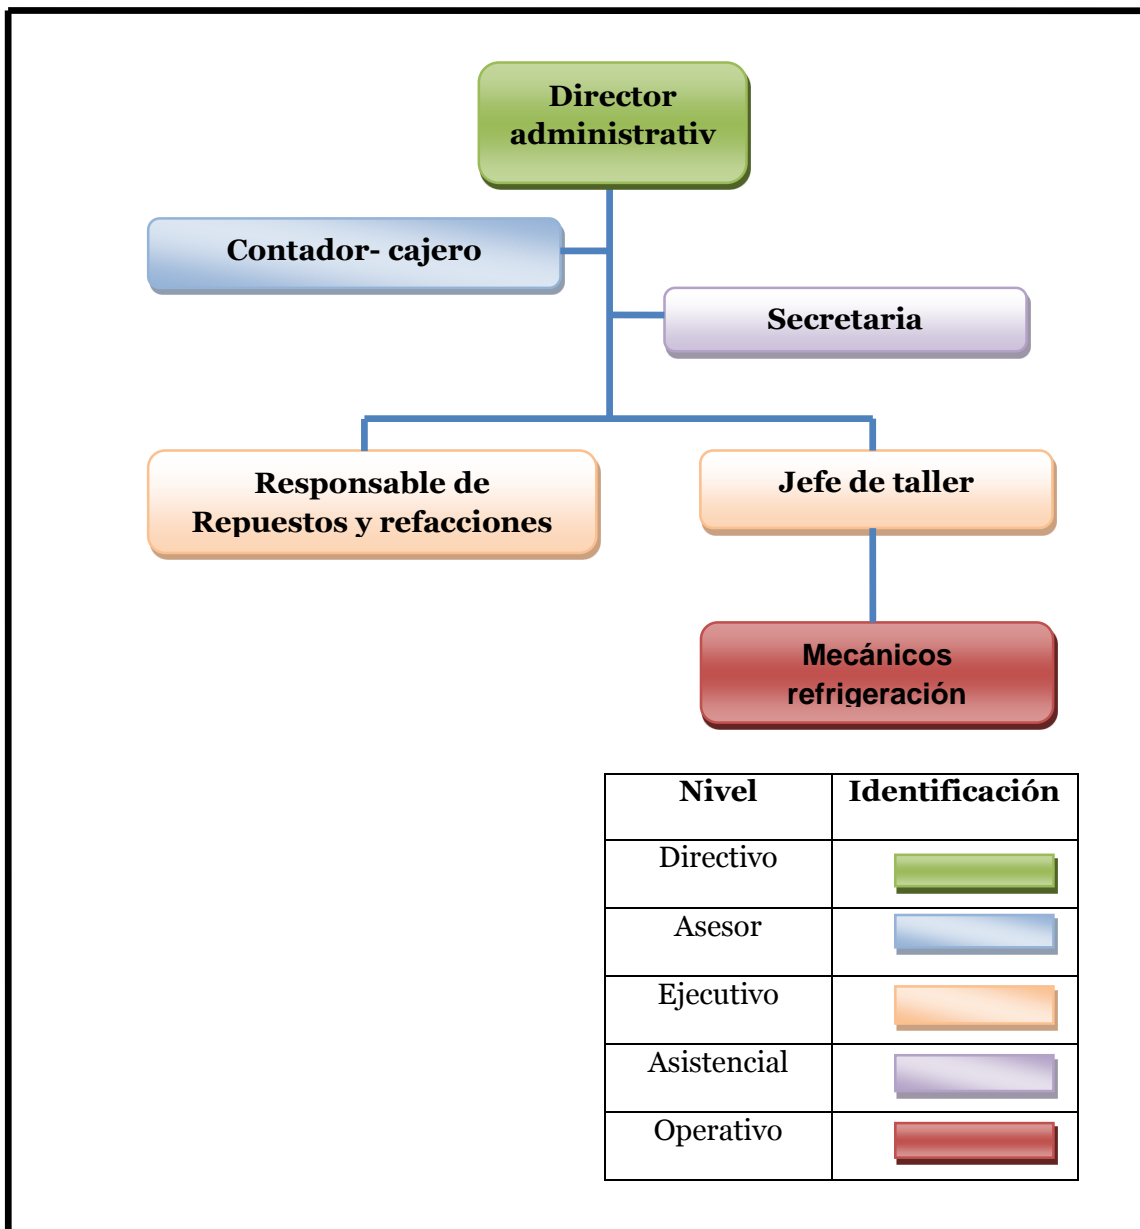 Director
administrativ
Contador- cajero
Secretaria
Responsable de
Repuestos y refacciones
Jefe de taller
Mecánicos
refrigeración
Nivel Identificación
Directivo
Asesor
Ejecutivo
Asistencial
Operativo